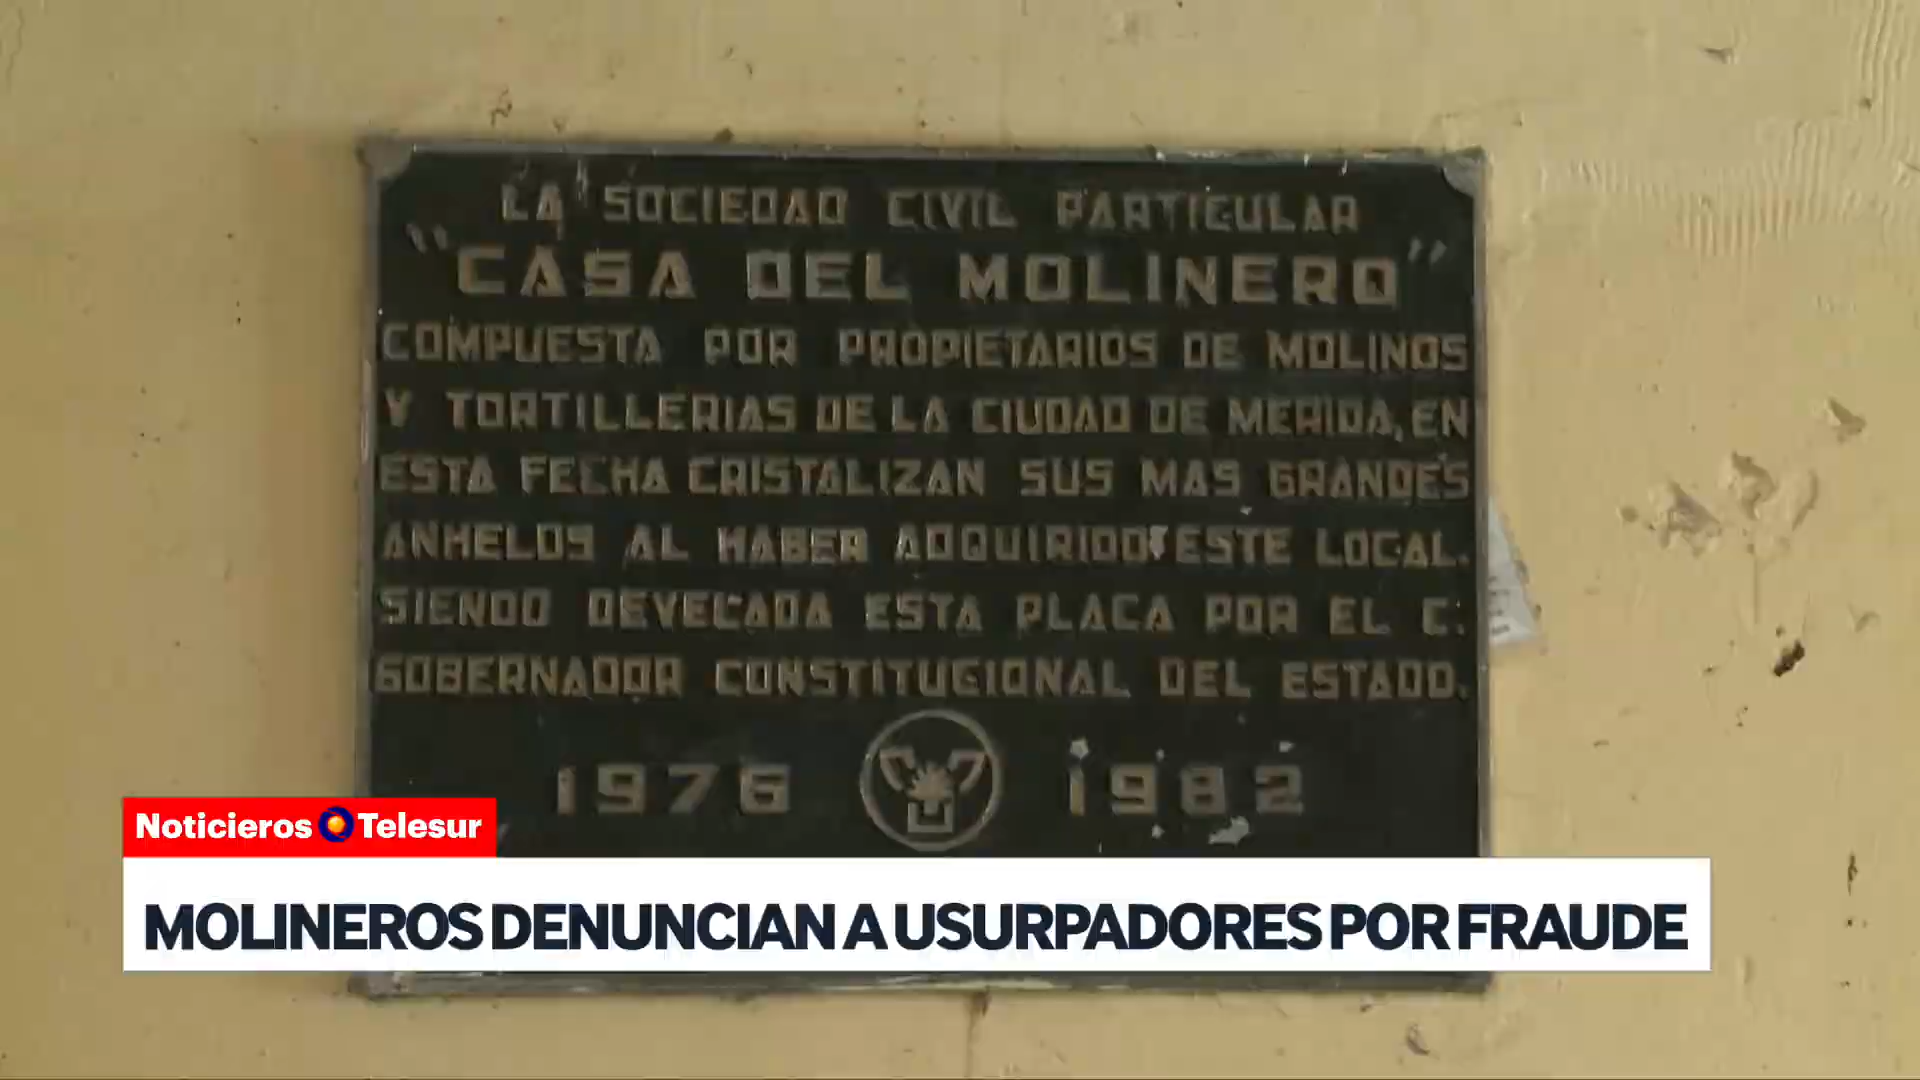 LA SOCIEDAD CIVIL PARTICULAR
"CASA DEL MOLINERO"
COMPUESTA POR PROPIETARIOS DE MOLINOS
Y TORTILLERIAS DE LA CIUDAD DE MERIDA, EN
ESTA FECHA CRISTALIZAN SUS MAS GRANDES
ANHELOS AL HABER ADQUIRIDO ESTE LOCAL.
SIENDO DEVELADA ESTA PLACA POR EL C.
GOBERNADOR CONSTITUCIONAL DEL ESTADO.
1976 1982
Noticieros Telesur
MOLINEROS DENUNCIAN A USURPADORES POR FRAUDE